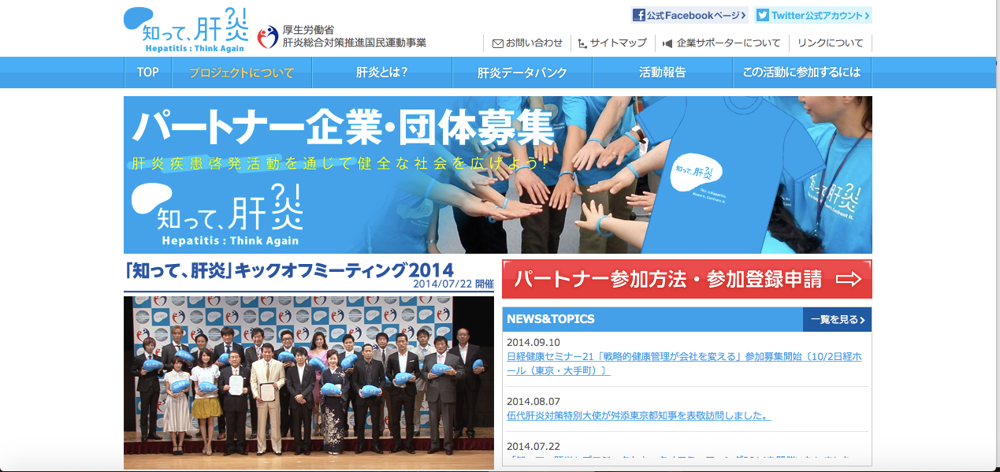 知って、肝炎?!
Hepatitis : Think Again
厚生労働省
肝炎総合対策推進国民運動事業
公式Facebookページ
Twitter公式アカウント
お問い合わせ
サイトマップ
企業サポーターについて
リンクについて
TOP
プロジェクトについて
肝炎とは?
肝炎データバンク
活動報告
この活動に参加するには
パートナー企業・団体募集
肝炎疾患啓発活動を通じて健全な社会を広げよう!
知って、肝炎?!
Hepatitis : Think Again
知って、肝炎?!
「知って、肝炎」キックオフミーティング2014
2014/07/22 開催
パートナー参加方法・参加登録申請
NEWS&TOPICS
一覧を見る
2014.09.10
日経健康セミナー21「戦略的健康管理が会社を変える」参加募集開始〔10/2日経ホ
ール（東京・大手町）〕
2014.08.07
伍代肝炎対策特別大使が舛添東京都知事を表敬訪問しました。
2014.07.22